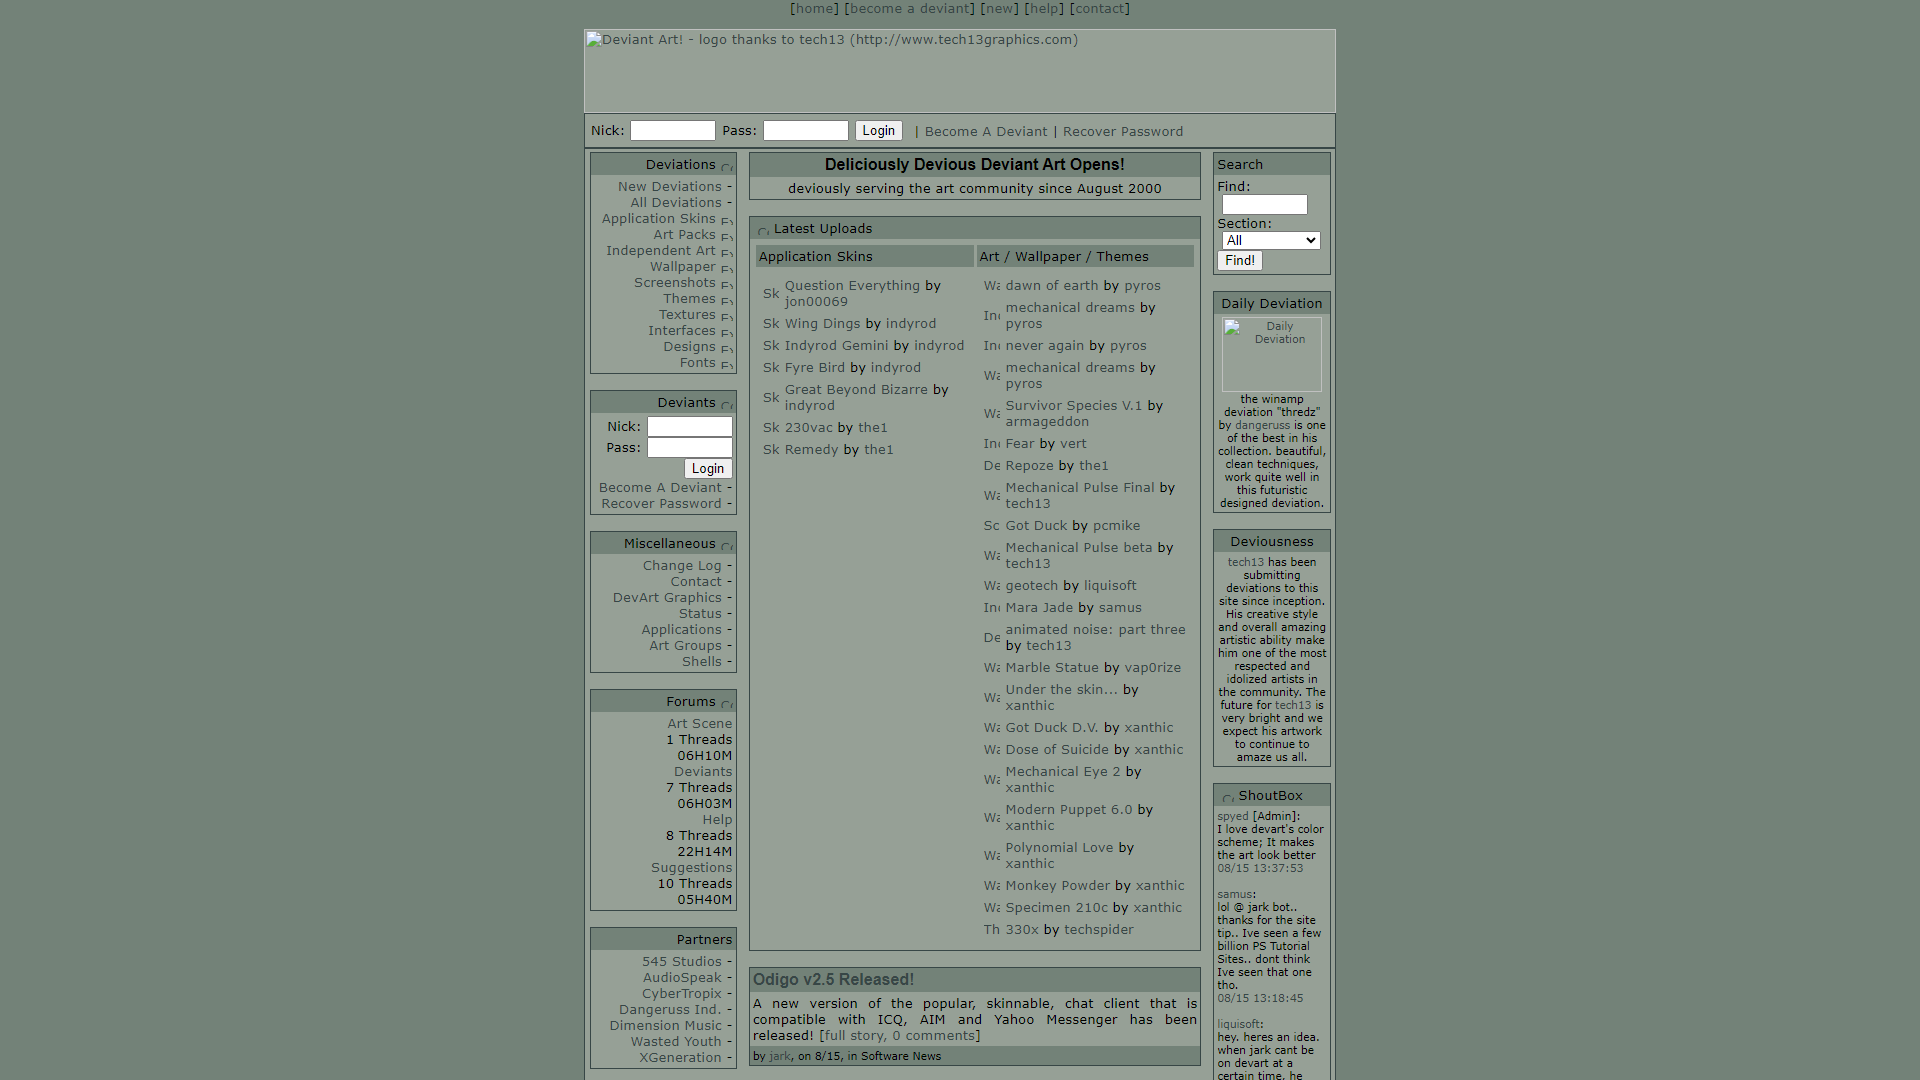 [home] [become a deviant] [new] [help] [contact]
Deviant Art! - logo thanks to tech13 (http://www.tech13graphics.com)
Nick: Pass: Login | Become A Deviant | Recover Password
Deviations
New Deviations -
All Deviations -
Application Skins
Art Packs
Independent Art
Wallpaper
Screenshots
Themes
Textures
Interfaces
Designs
Fonts
Deviants
Nick:
Pass:
Login
Become A Deviant -
Recover Password -
Miscellaneous
Change Log -
Contact -
DevArt Graphics -
Status -
Applications -
Art Groups -
Shells -
Forums
Art Scene
1 Threads
06H10M
Deviants
7 Threads
06H03M
Help
8 Threads
22H14M
Suggestions
10 Threads
05H40M
Partners
545 Studios -
AudioSpeak -
CyberTropix -
Dangeruss Ind. -
Dimension Music -
Wasted Youth -
XGeneration -
Deliciously Devious Deviant Art Opens!
deviously serving the art community since August 2000
Latest Uploads
Application Skins
Sk Question Everything by
jon00069
Sk Wing Dings by indyrod
Sk Indyrod Gemini by indyrod
Sk Fyre Bird by indyrod
Sk Great Beyond Bizarre by
indyrod
Sk 230vac by the1
Sk Remedy by the1
Art / Wallpaper / Themes
Wa dawn of earth by pyros
Ind mechanical dreams by
pyros
Ind never again by pyros
Wa mechanical dreams by
pyros
Wa Survivor Species V.1 by
armageddon
Ind Fear by vert
De Repoze by the1
Wa Mechanical Pulse Final by
tech13
Sc Got Duck by pcmike
Wa Mechanical Pulse beta by
tech13
Wa geotech by liquisoft
Ind Mara Jade by samus
De animated noise: part three
by tech13
Wa Marble Statue by vap0rize
Wa Under the skin... by
xanthic
Wa Got Duck D.V. by xanthic
Wa Dose of Suicide by xanthic
Wa Mechanical Eye 2 by
xanthic
Wa Modern Puppet 6.0 by
xanthic
Wa Polynomial Love by
xanthic
Wa Monkey Powder by xanthic
Wa Specimen 210c by xanthic
Th 330x by techspider
Odigo v2.5 Released!
A new version of the popular, skinnable, chat client that is
compatible with ICQ, AIM and Yahoo Messenger has been
released! [full story, 0 comments]
by jark, on 8/15, in Software News
Search
Find:
Section:
All
Find!
Daily Deviation
Daily
Deviation
the winamp
deviation "thredz"
by dangeruss is one
of the best in his
collection. beautiful,
clean techniques,
work quite well in
this futuristic
designed deviation.
Deviousness
tech13 has been
submitting
deviations to this
site since inception.
His creative style
and overall amazing
artistic ability make
him one of the most
respected and
idolized artists in
the community. The
future for tech13 is
very bright and we
expect his artwork
to continue to
amaze us all.
ShoutBox
spyed [Admin]:
I love devart's color
scheme; It makes
the art look better
08/15 13:37:53
samus:
lol @ jark bot..
thanks for the site
tip.. Ive seen a few
billion PS Tutorial
Sites.. dont think
Ive seen that one
tho.
08/15 13:18:45
liquisoft:
hey. heres an idea.
when jark cant be
on devart at a
certain time, he